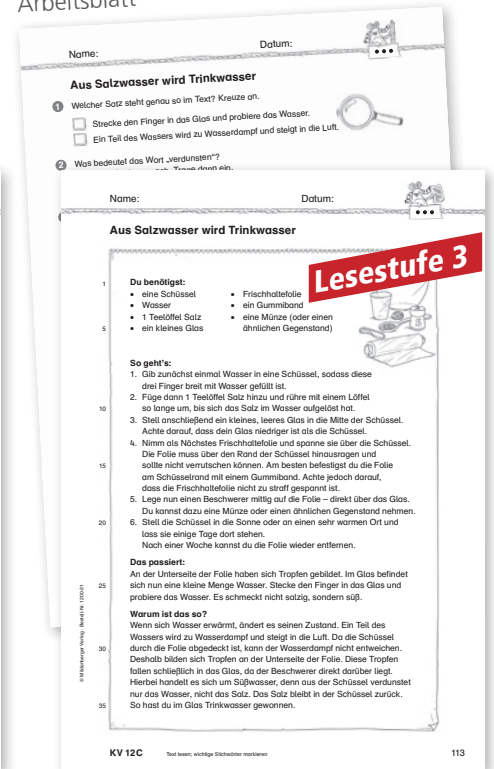 Arbeitsblatt
Name: Datum:
Aus Salzwasser wird Trinkwasser
1 Welcher Satz steht genau so im Text? Kreuze an.
Strecke den Finger in das Glas und probiere das Wasser.
Ein Teil des Wassers wird zu Wasserdampf und steigt in die Luft.
2 Was bedeutet das Wort „verdunsten"?
Trage dann ein.
Name: Datum:
Aus Salzwasser wird Trinkwasser
Lesestufe 3
1 Du benötigt:
• eine Schüssel • Frischhaltefolie
• Wasser • ein Gummiband
• 1 Teelöffel Salz • eine Münze (oder einen
5 • ein kleines Glas ähnlichen Gegenstand)
So geht's:
1. Gib zunächst einmal Wasser in eine Schüssel, sodass diese
drei Finger breit mit Wasser gefüllt ist.
2. Füge dann 1 Teelöffel Salz hinzu und rühre mit einem Löffel
10 so lange um, bis sich das Salz im Wasser aufgelöst hat.
3. Stell anschließend ein kleines, leeres Glas in die Mitte der Schüssel.
Achte darauf, dass dein Glas niedriger ist als die Schüssel.
4. Nimm als Nächstes Frischhaltefolie und spanne sie über die Schüssel.
Die Folie muss über den Rand der Schüssel hinausragen und
15 sollte nicht verrutschen können. Am besten befestigst du die Folie
am Schüsselrand mit einem Gummiband. Achte jedoch darauf,
dass die Frischhaltefolie nicht zu straff gespannt ist.
5. Lege nun einen Beschwerer mittig auf die Folie – direkt über das Glas.
Du kannst dazu eine Münze oder einen ähnlichen Gegenstand nehmen.
20 6. Stell die Schüssel in die Sonne oder an einen sehr warmen Ort und
lass sie einige Tage dort stehen.
Nach einer Woche kannst du die Folie wieder entfernen.
Das passiert:
An der Unterseite der Folie haben sich Tropfen gebildet. Im Glas befindet
25 sich nun eine kleine Menge Wasser. Stecke den Finger in das Glas und
probiere das Wasser. Es schmeckt nicht salzig, sondern süß.
Warum ist das so?
Wenn sich Wasser erwärmt, ändert es seinen Zustand. Ein Teil des
Wassers wird zu Wasserdampf und steigt in die Luft. Da die Schüssel
30 durch die Folie abgedeckt ist, kann der Wasserdampf nicht entweichen.
Deshalb bilden sich Tropfen an der Unterseite der Folie. Diese Tropfen
fallen schließlich in das Glas, da der Beschwerer direkt darüber liegt.
Hierbei handelt es sich um Süßwasser, denn aus der Schüssel verdunstet
nur das Wasser, nicht das Salz. Das Salz bleibt in der Schüssel zurück.
35 So hast du im Glas Trinkwasser gewonnen.
© Mildenberger Verlag · Bestell-Nr. 1200-01
KV 12C Text lesen; wichtige Stichwörter markieren 113